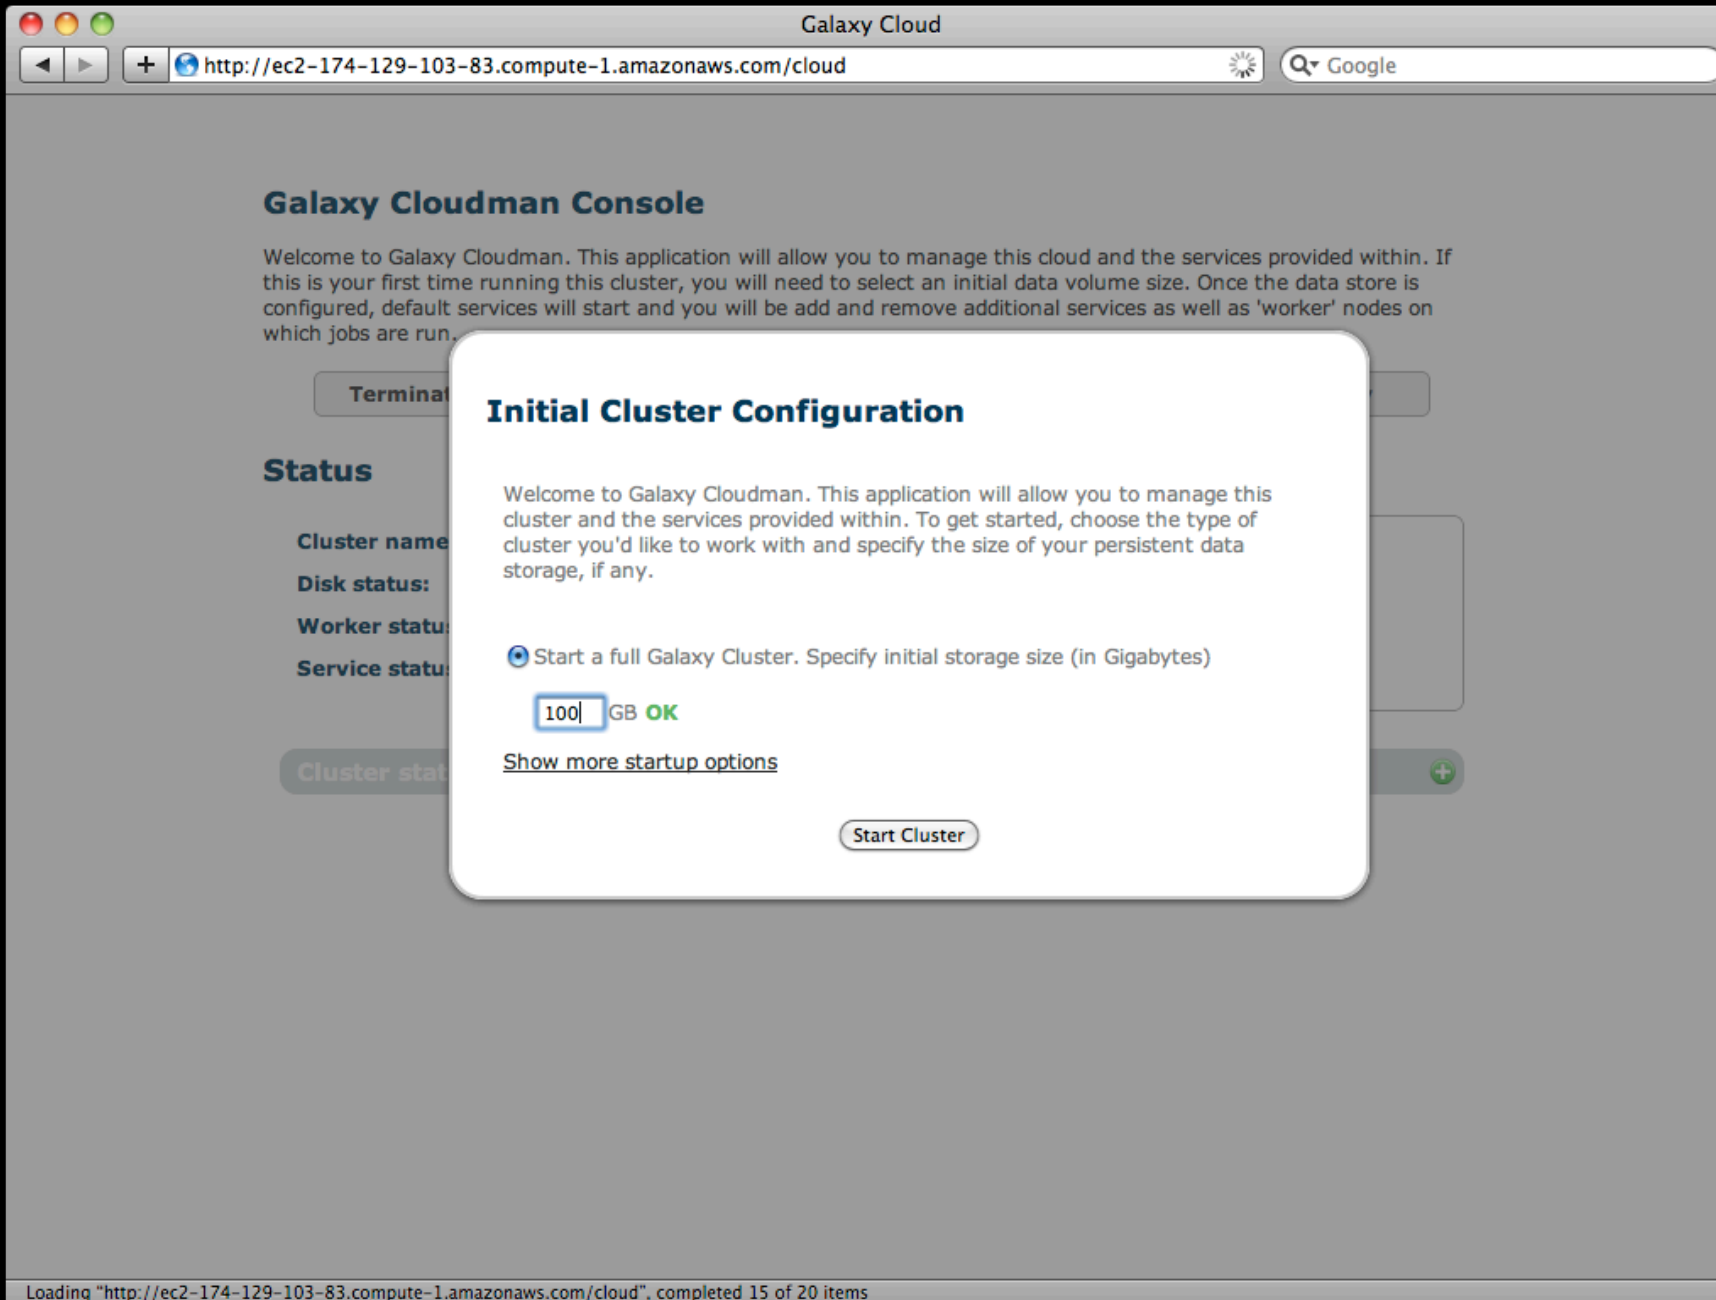 Galaxy Cloud
http://ec2-174-129-103-83.compute-1.amazonaws.com/cloud
Google
Galaxy Cloudman Console
Welcome to Galaxy Cloudman. This application will allow you to manage this cloud and the services provided within. If
this is your first time running this cluster, you will need to select an initial data volume size. Once the data store is
configured, default services will start and you will be add and remove additional services as well as 'worker' nodes on
which jobs are run.
Initial Cluster Configuration
Welcome to Galaxy Cloudman. This application will allow you to manage this
cluster and the services provided within. To get started, choose the type of
cluster you'd like to work with and specify the size of your persistent data
storage, if any.
Start a full Galaxy Cluster. Specify initial storage size (in Gigabytes)
100 GB OK
Show more startup options
Start Cluster
Status
Cluster name
Disk status:
Worker
Service
Cluster
Loading "http://ec2-174-129-103-83.compute-1.amazonaws.com/cloud", completed 15 of 20 items